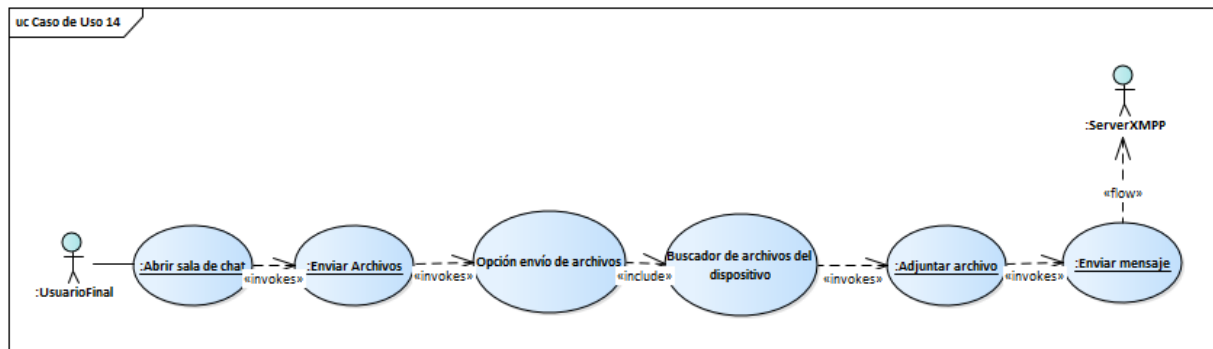 uc Caso de Uso 14
:ServerXMPP
«flow»
:UsuarioFinal
:Abrir sala de chat
«invokes»
:Enviar Archivos
«invokes»
Opción envío de archivos
«include»
Buscador de archivos del
dispositivo
«invokes»
:Adjuntar archivo
«invokes»
:Enviar mensaje